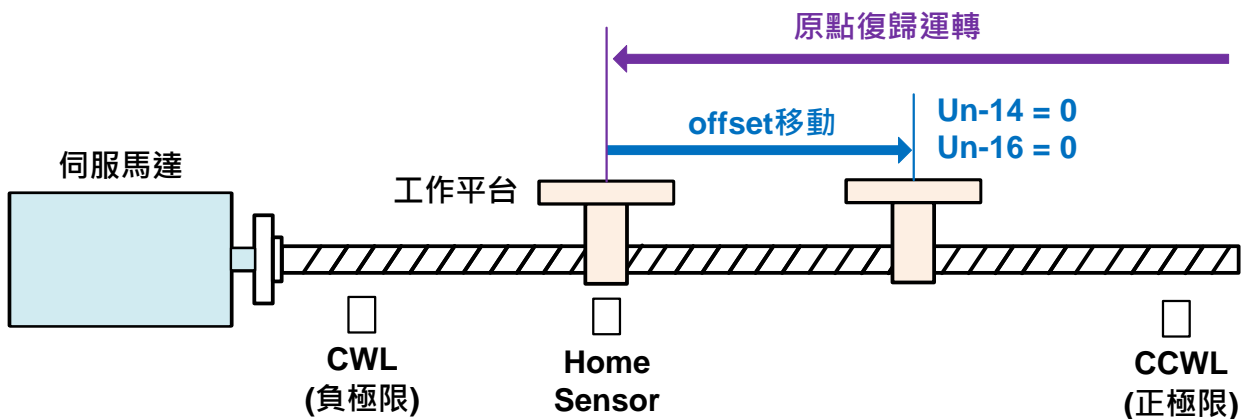 原點復歸運轉
offset移動
Un-14 = 0
Un-16 = 0
伺服馬達
工作平台
CWL
(負極限)
Home
Sensor
CCWL
(正極限)